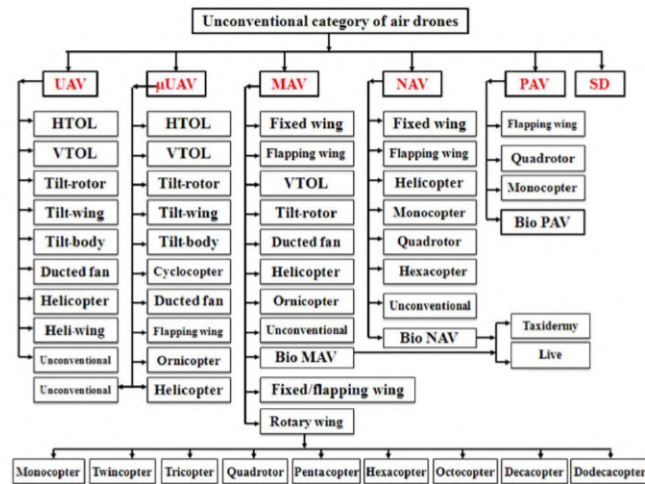 Unconventional category of air drones
UAV
μUAV
MAV
NAV
PAV
SD
HTOL
VTOL
Tilt-rotor
Tilt-wing
Tilt-body
Ducted fan
Helicopter
Heli-wing
Unconventional
HTOL
VTOL
Tilt-rotor
Tilt-wing
Tilt-body
Cyclocopter
Ducted fan
Flapping wing
Ornicopter
Helicopter
Unconventional
Fixed wing
Flapping wing
VTOL
Tilt-rotor
Ducted fan
Helicopter
Ornicopter
Unconventional
Bio MAV
Fixed/flapping wing
Rotary wing
Fixed wing
Flapping wing
Helicopter
Monocopter
Quadrotor
Hexacopter
Unconventional
Bio NAV
Taxidermy
Live
Flapping wing
Quadrotor
Monocopter
Bio PAV
Monocopter
Twincopter
Tricopter
Quadrotor
Pentacopter
Hexacopter
Octocopter
Decacopter
Dodecacopter